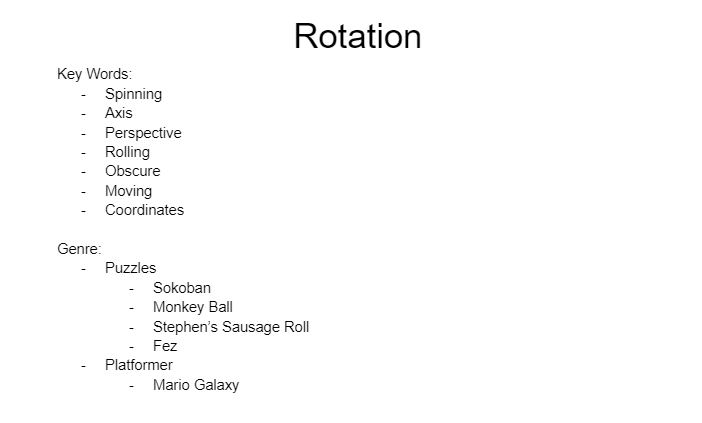 Rotation
Key Words:
- Spinning
- Axis
- Perspective
- Rolling
- Obscure
- Moving
- Coordinates
Genre:
- Puzzles
- Sokoban
- Monkey Ball
- Stephen's Sausage Roll
- Fez
- Platformer
- Mario Galaxy